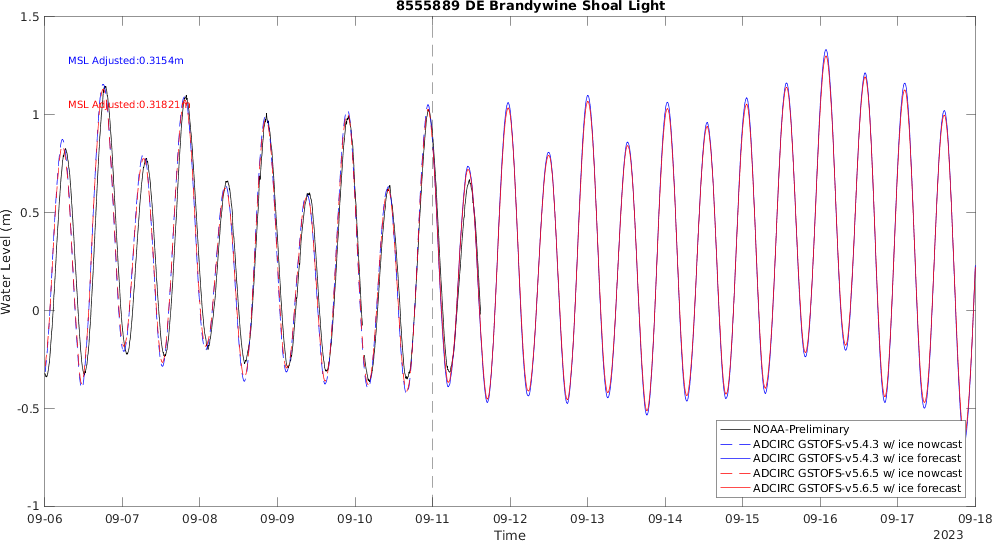 8555889 DE Brandywine Shoal Light
1.5
1
0.5
0
-0.5
-1
Water Level (m)
MSL Adjusted:0.3154m
MSL Adjusted:0.31821m
NOAA-Preliminary
ADCIRC GSTOFS-v5.4.3 w/ ice nowcast
ADCIRC GSTOFS-v5.4.3 w/ ice forecast
ADCIRC GSTOFS-v5.6.5 w/ ice nowcast
ADCIRC GSTOFS-v5.6.5 w/ ice forecast
09-06 09-07 09-08 09-09 09-10 09-11 09-12 09-13 09-14 09-15 09-16 09-17 09-18
Time
2023